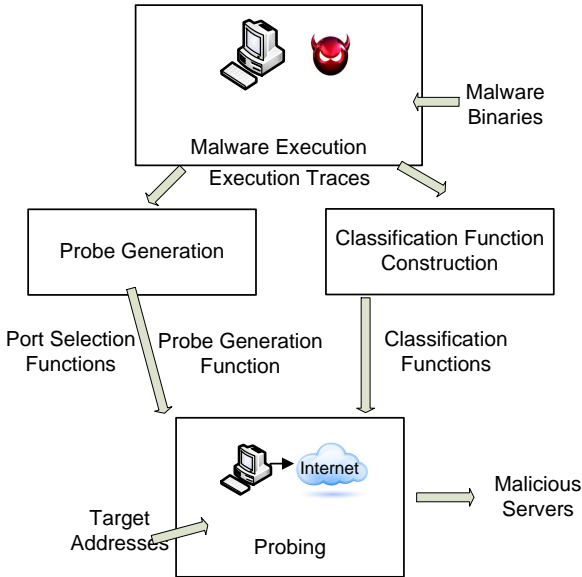 Malware
Binaries
Malware Execution
Execution Traces
Probe Generation
Classification Function
Construction
Port Selection
Functions
Probe Generation
Function
Classification
Functions
Internet
Malicious
Servers
Target
Addresses
Probing